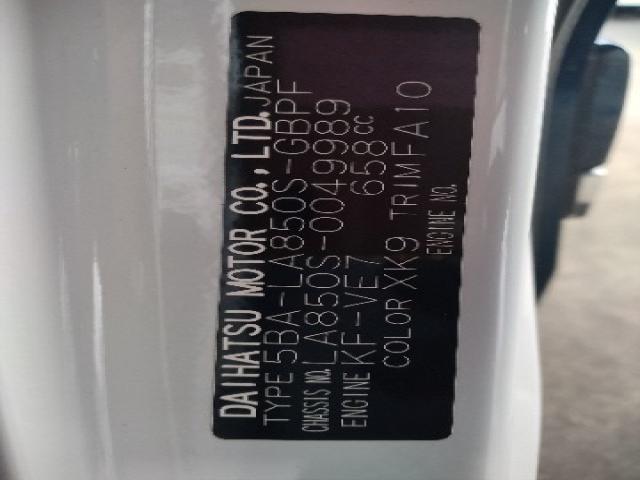 DAIHATSU MOTOR CO., LTD. JAPAN
TYPE 5BA-LA850S-GBPF
CHASSIS NO. LA850S-0049989
ENGINE KF-VE7 658cc
COLOR XK9 TRIM FA10
ENGINE NO.